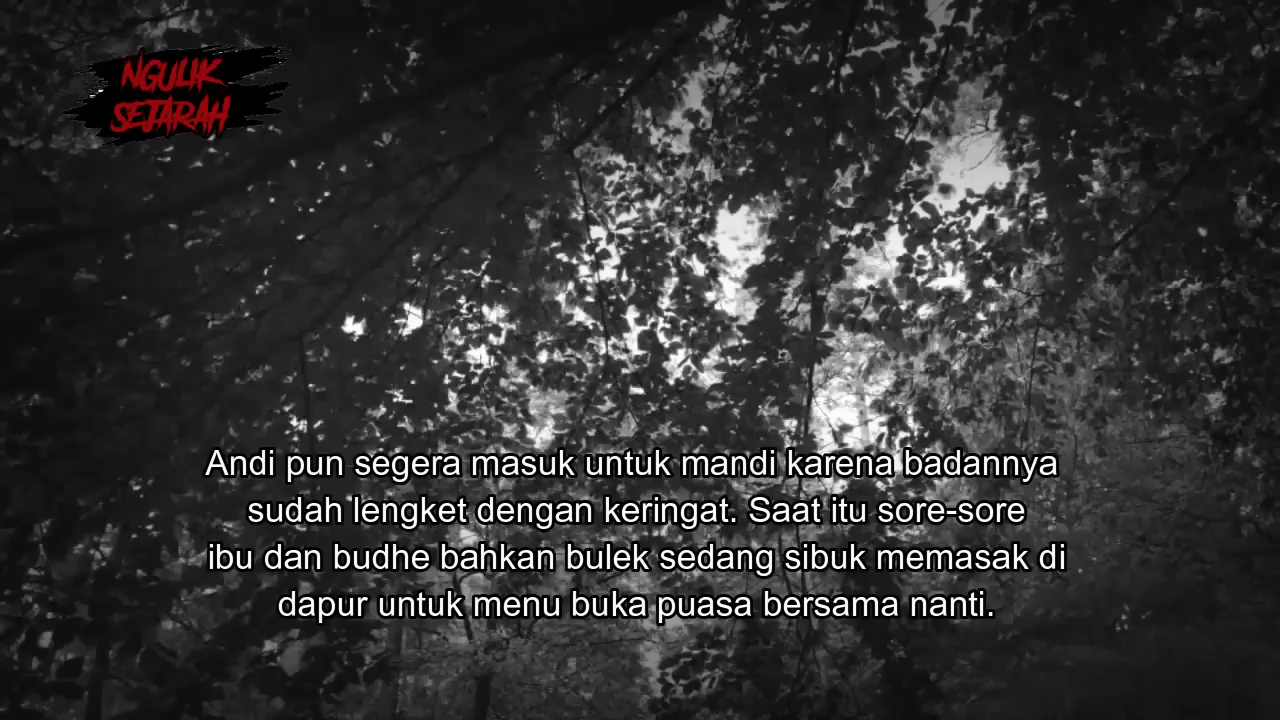 NGULIK
SEJARAH
Andi pun segera masuk untuk mandi karena badannya
sudah lengket dengan keringat. Saat itu sore-sore
ibu dan budhe bahkan bulek sedang sibuk memasak di
dapur untuk menu buka puasa bersama nanti.